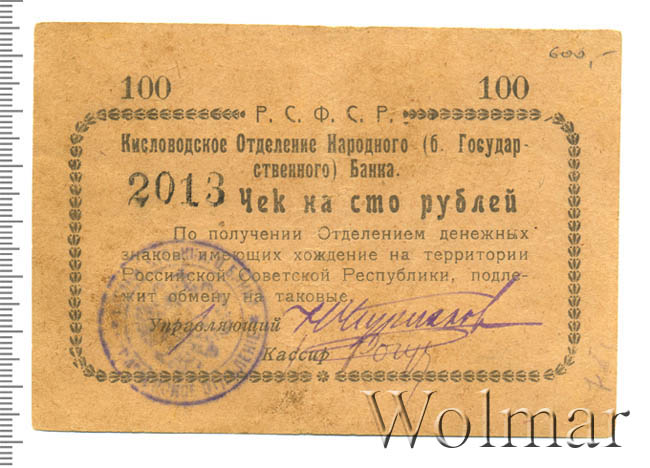 600,-
100 100
Р. С. Ф. С. Р.
Кисловодское Отделение Народного (б. Государ-
ственного) Банка.
2013 Чек на сто рублей
По получении Отделением денежных
знаков, имеющих хождение на территории
Российской Советской Республики, подле-
жит обмену на таковые.
Управляющий
Кассир
Wolmar